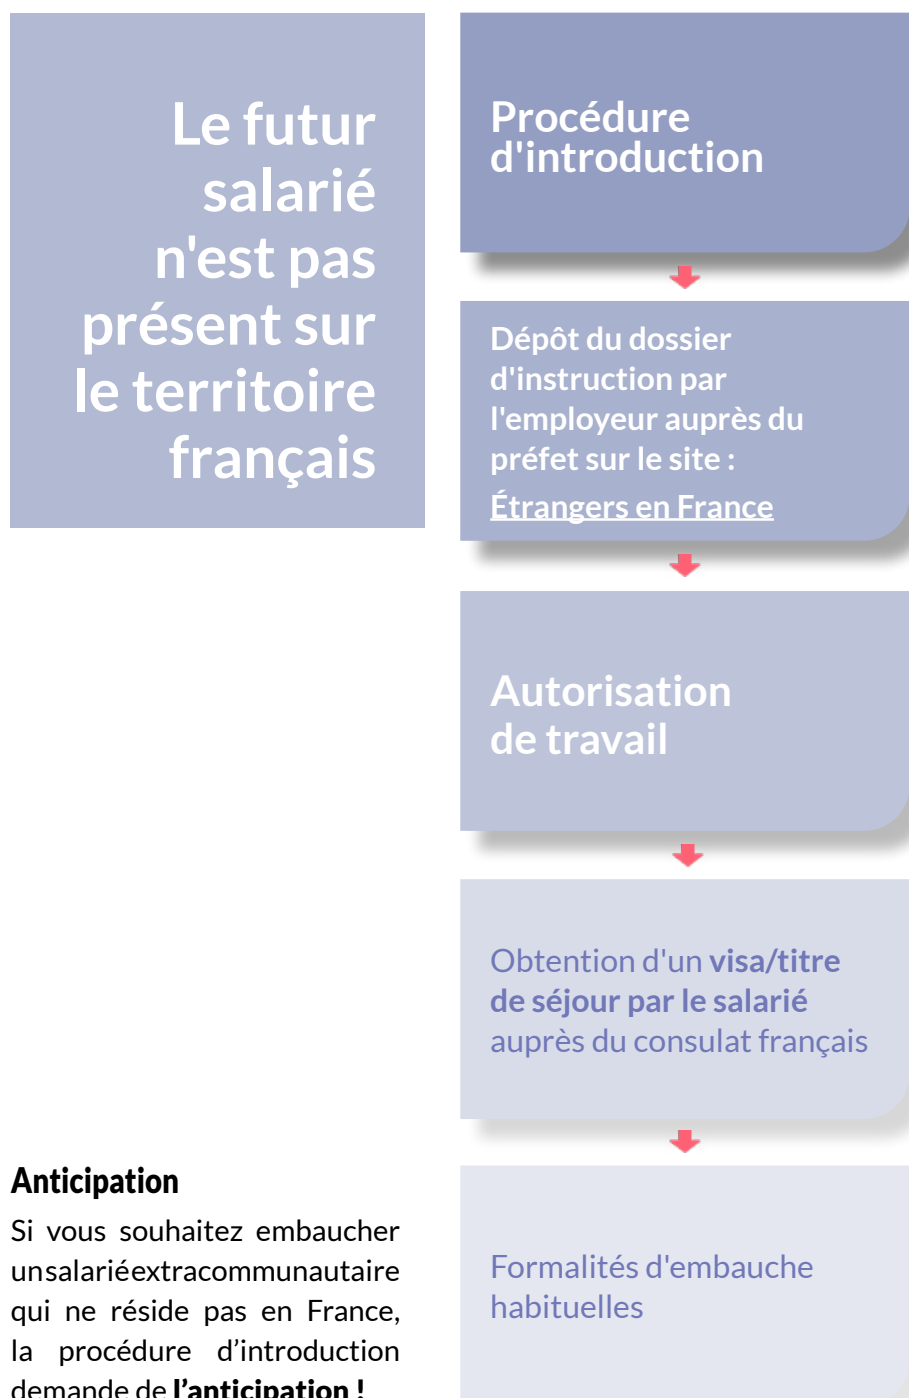 Le futur
salarié
n'est pas
présent sur
le territoire
français
Procédure
d'introduction
Dépôt du dossier
d'instruction par
l'employeur auprès du
préfet sur le site :
Étrangers en France
Autorisation
de travail
Obtention d'un visa/titre
de séjour par le salarié
auprès du consulat français
Formalités d'embauche
habituelles
Anticipation
Si vous souhaitez embaucher
un salarié extracommunautaire
qui ne réside pas en France,
la procédure d’introduction
demande de l’anticipation !